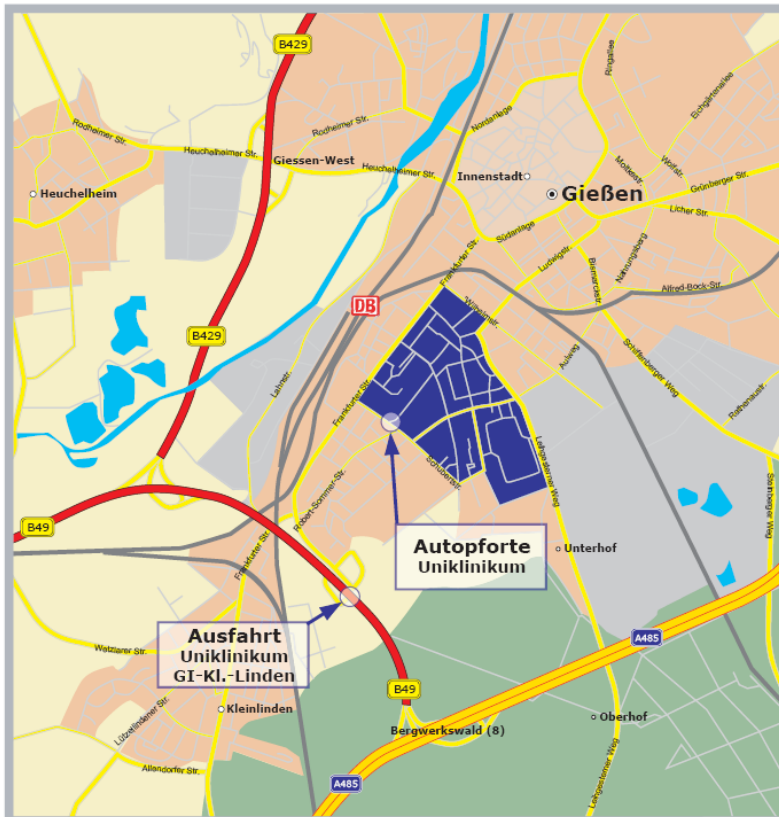 B429
Ringallee
Eichgärtenallee
Nordanlage
Rodheimer Str.
Rodheimer Str.
Heuchelheimer Str.
Giessen-West
Heuchelheimer Str.
Moltkestr.
Wolfstr.
Innenstadt
Grünberger Str.
Heuchelheim
Gießen
Licher Str.
Südanlage
Frankfurter Str.
Ludwigstr.
Bismarckstr.
Nahrungsberg
Alfred-Bock-Str.
DB
Wilhelmstr.
B429
Aulweg
Schiffenberger Weg
Lahnstr.
Frankfurter Str.
Rathenaustr.
Schubertstr.
Leihgesterner Weg
Steinberger Weg
Robert-Sommer-Str.
B49
Frankfurter Str.
Autopforte
Uniklinikum
Unterhof
Ausfahrt
Uniklinikum
GI-Kl.-Linden
A485
Wetzlarer Str.
B49
Lützellindener Str.
Kleinlinden
Oberhof
Bergwerkswald (8)
Allendorfer Str.
A485
Leihgesterner Weg